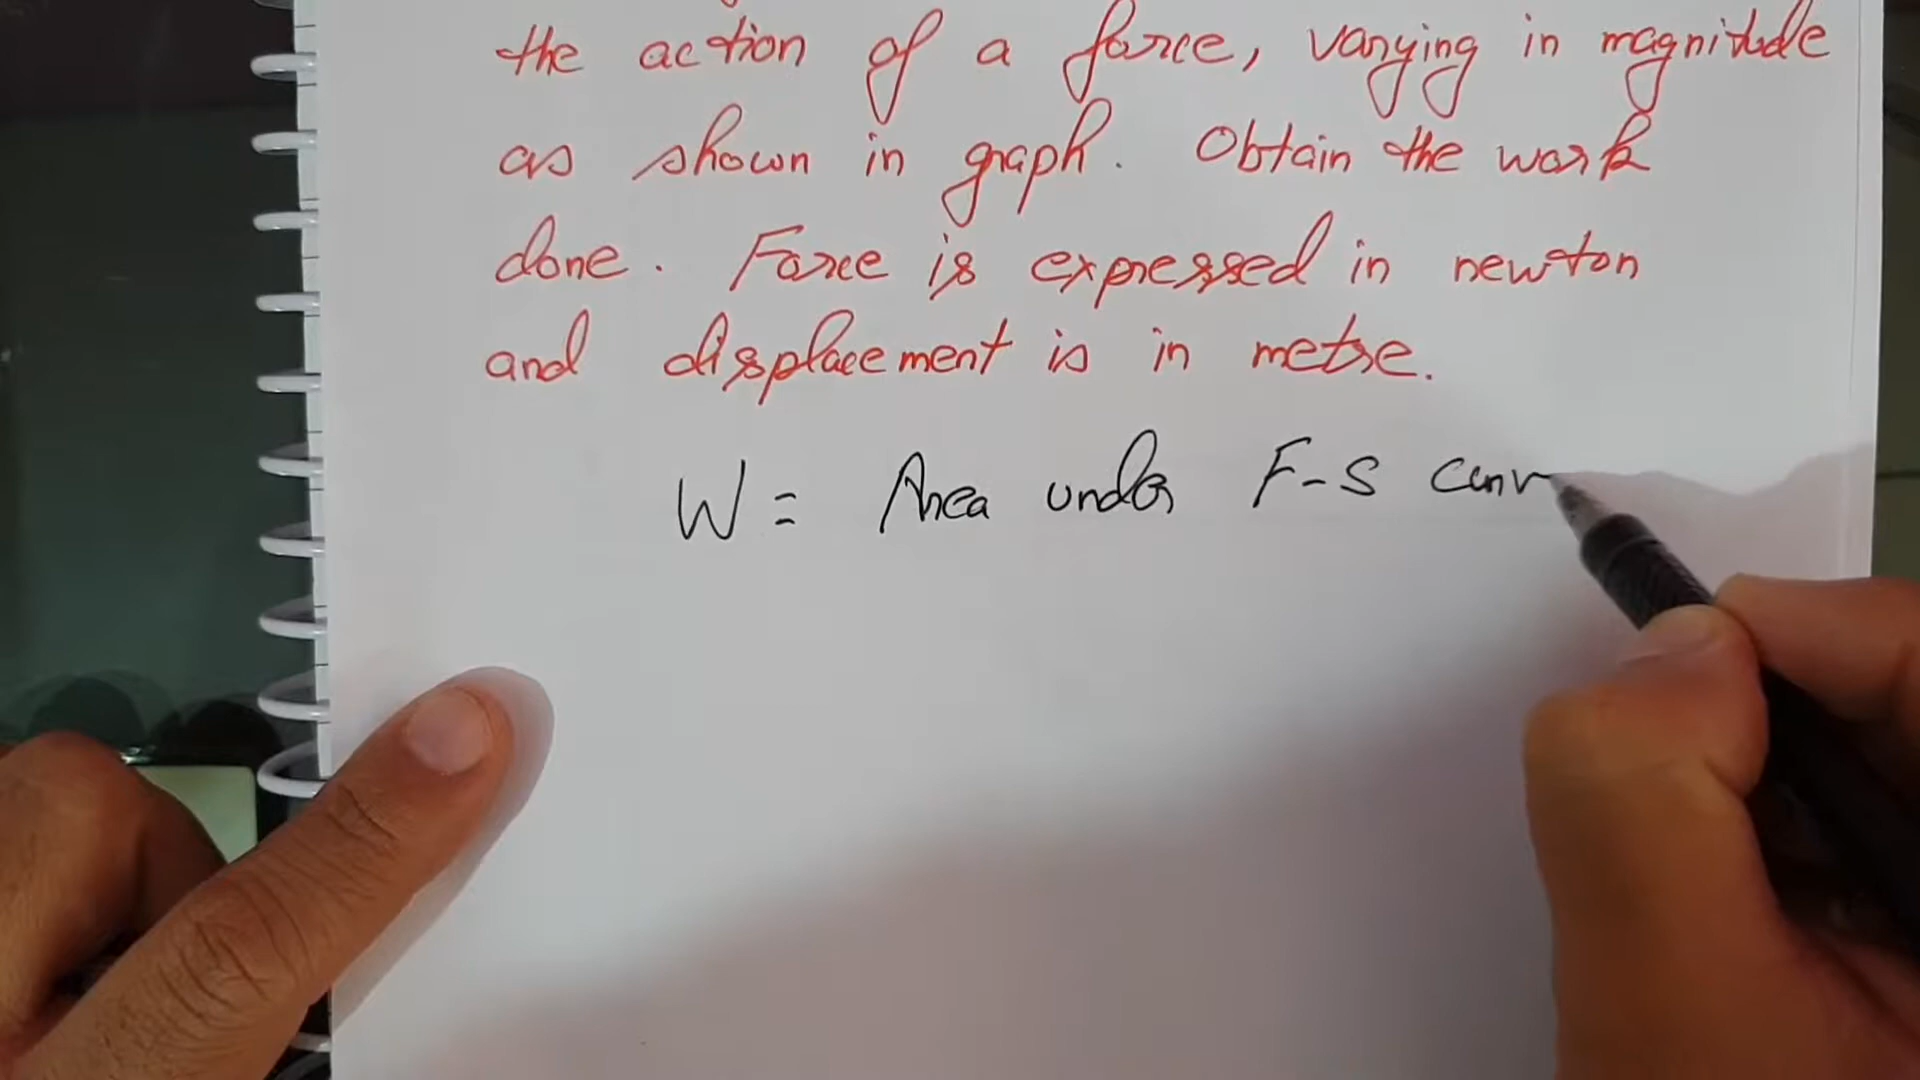 the action of a force, varying in magnitude
as shown in graph. Obtain the work
done. Force is expressed in newton
and displacement is in metre.
W = Area under F-S curv